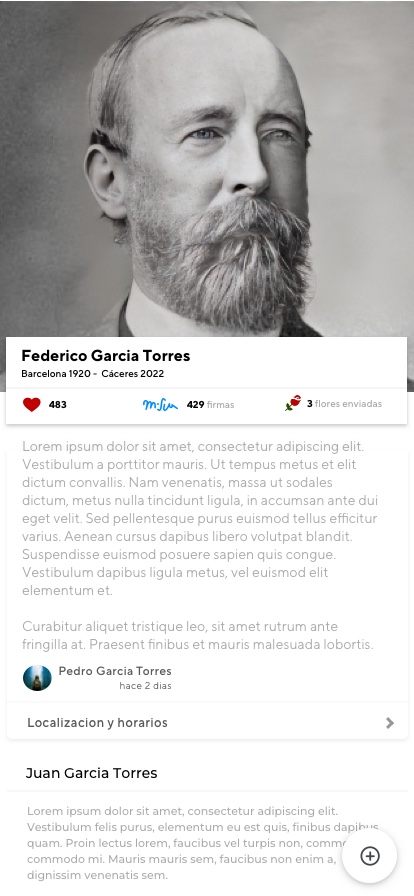 Federico Garcia Torres
Barcelona 1920 - Cáceres 2022
483
429 firmas
3 flores enviadas
Lorem ipsum dolor sit amet, consectetur adipiscing elit.
Vestibulum a porttitor mauris. Ut tempus metus et elit
dictum convallis. Nam venenatis, massa ut sodales
dictum, metus nulla tincidunt ligula, in accumsan ante dui
eget velit. Sed pellentesque purus euismod tellus efficitur
varius. Aenean cursus dapibus libero volutpat blandit.
Suspendisse euismod posuere sapien quis congue.
Vestibulum dapibus ligula metus, vel euismod elit
elementum et.
Curabitur aliquet tristique leo, sit amet rutrum ante
fringilla at. Praesent finibus et mauris malesuada lobortis.
Pedro Garcia Torres
hace 2 dias
Localizacion y horarios
Juan Garcia Torres
Lorem ipsum dolor sit amet, consectetur adipiscing elit.
Vestibulum felis purus, elementum eu est quis, finibus dapibus
quam. Proin lectus lorem, faucibus vel turpis non,
commodo mi. Mauris mauris sem, faucibus non enim a,
dignissim venenatis sem.